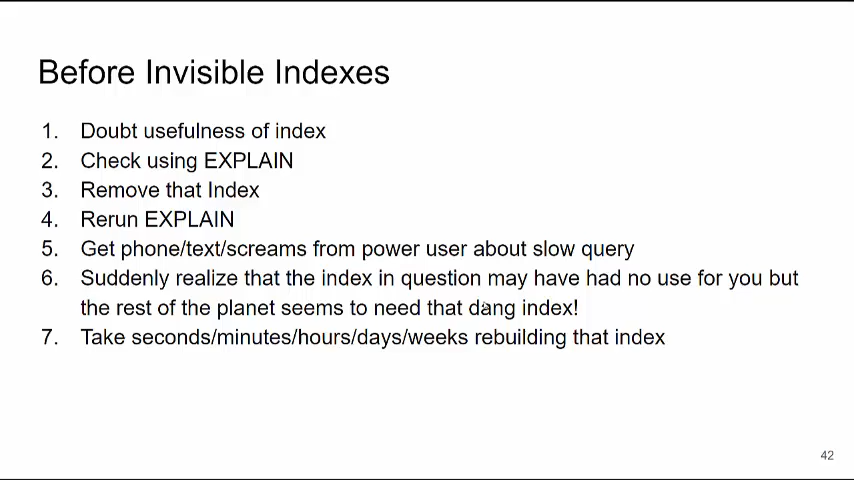 Before Invisible Indexes
1. Doubt usefulness of index
2. Check using EXPLAIN
3. Remove that Index
4. Rerun EXPLAIN
5. Get phone/text/screams from power user about slow query
6. Suddenly realize that the index in question may have had no use for you but
the rest of the planet seems to need that dang index!
7. Take seconds/minutes/hours/days/weeks rebuilding that index
42